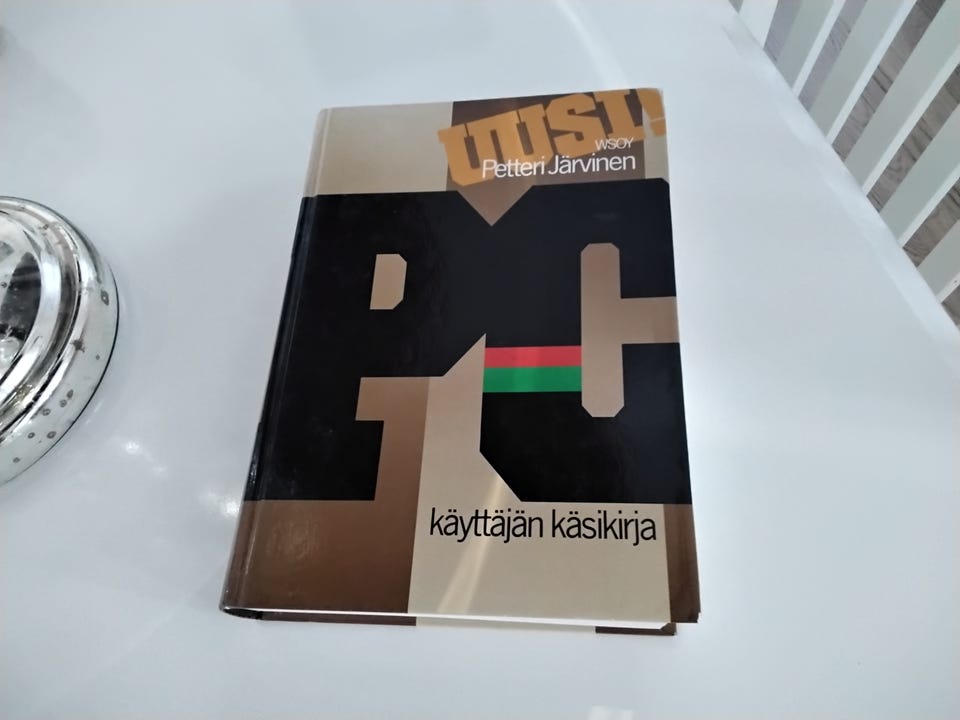 UUSI!
WSOY
Petteri Järvinen
PC
käyttäjän käsikirja